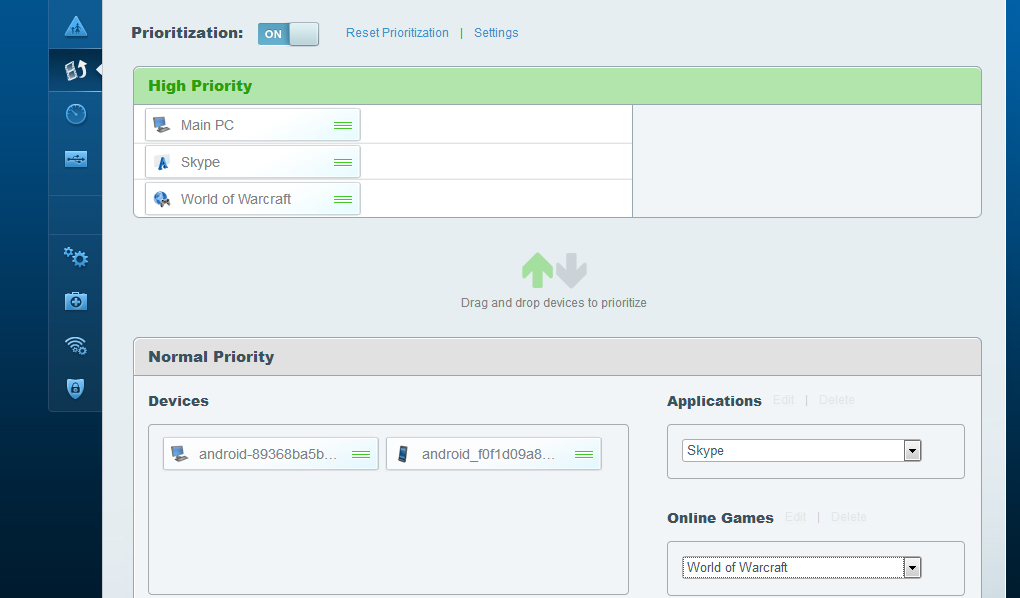 Prioritization: ON Reset Prioritization | Settings
High Priority
Main PC
Skype
World of Warcraft
Drag and drop devices to prioritize
Normal Priority
Devices
android-89368ba5b...
android_f0f1d09a8...
Applications Edit | Delete
Skype
Online Games Edit | Delete
World of Warcraft